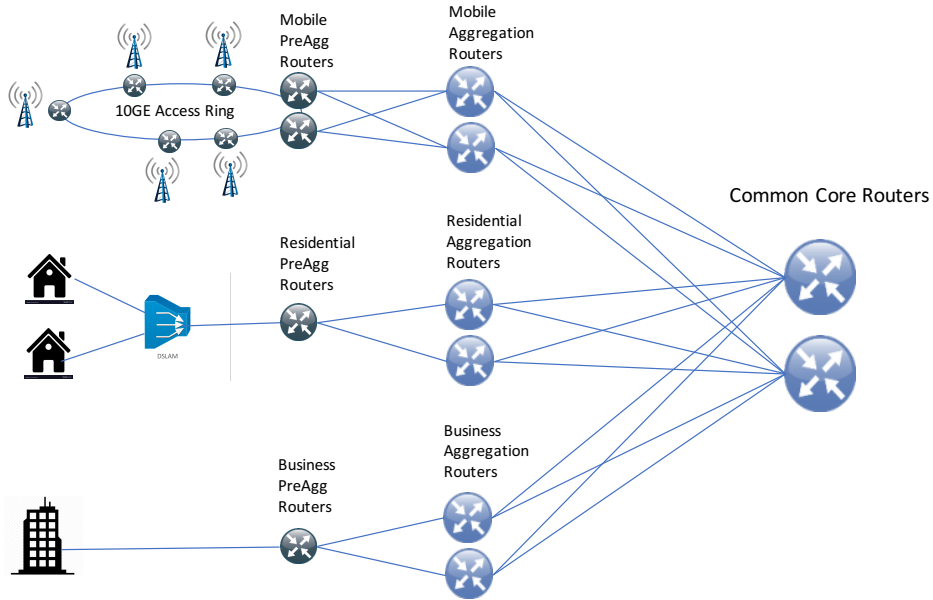 Mobile
PreAgg
Routers
Mobile
Aggregation
Routers
10GE Access Ring
Common Core Routers
Residential
PreAgg
Routers
Residential
Aggregation
Routers
DSLAM
Business
PreAgg
Routers
Business
Aggregation
Routers